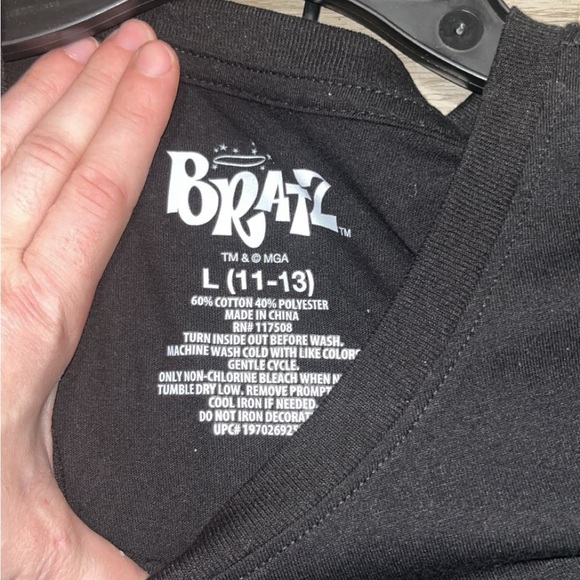 BRATZ
TM
TM & © MGA
L (11-13)
60% COTTON 40% POLYESTER
MADE IN CHINA
RN# 117508
TURN INSIDE OUT BEFORE WASH.
MACHINE WASH COLD WITH LIKE COLORS
GENTLE CYCLE.
ONLY NON-CHLORINE BLEACH WHEN
TUMBLE DRY LOW. REMOVE
COOL IRON IF NEEDED.
DO NOT IRON
UPC#